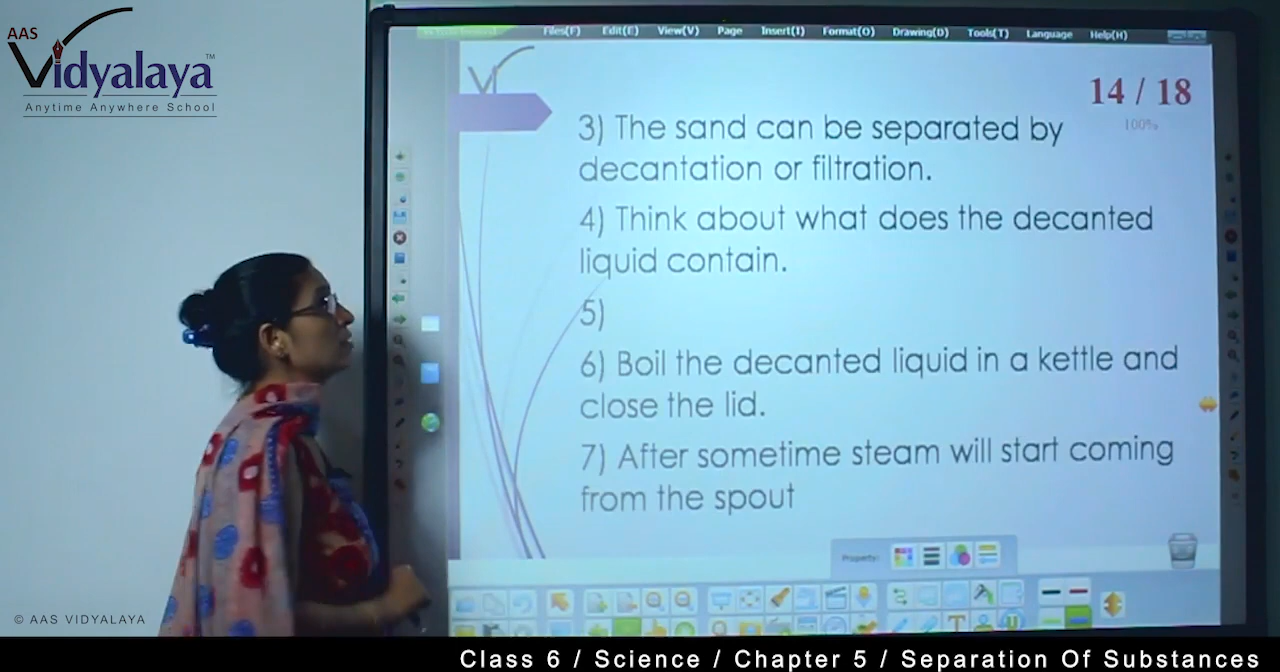 AAS
Vidyalaya™
Anytime Anywhere School
Files(F) Edit(E) View(V) Page Insert(I) Format(O) Drawing(D) Tools(T) Language Help(H)
14 / 18
100%
3) The sand can be separated by
decantation or filtration.
4) Think about what does the decanted
liquid contain.
5)
6) Boil the decanted liquid in a kettle and
close the lid.
7) After sometime steam will start coming
from the spout
Property:
© AAS VIDYALAYA
Class 6 / Science / Chapter 5 / Separation Of Substances